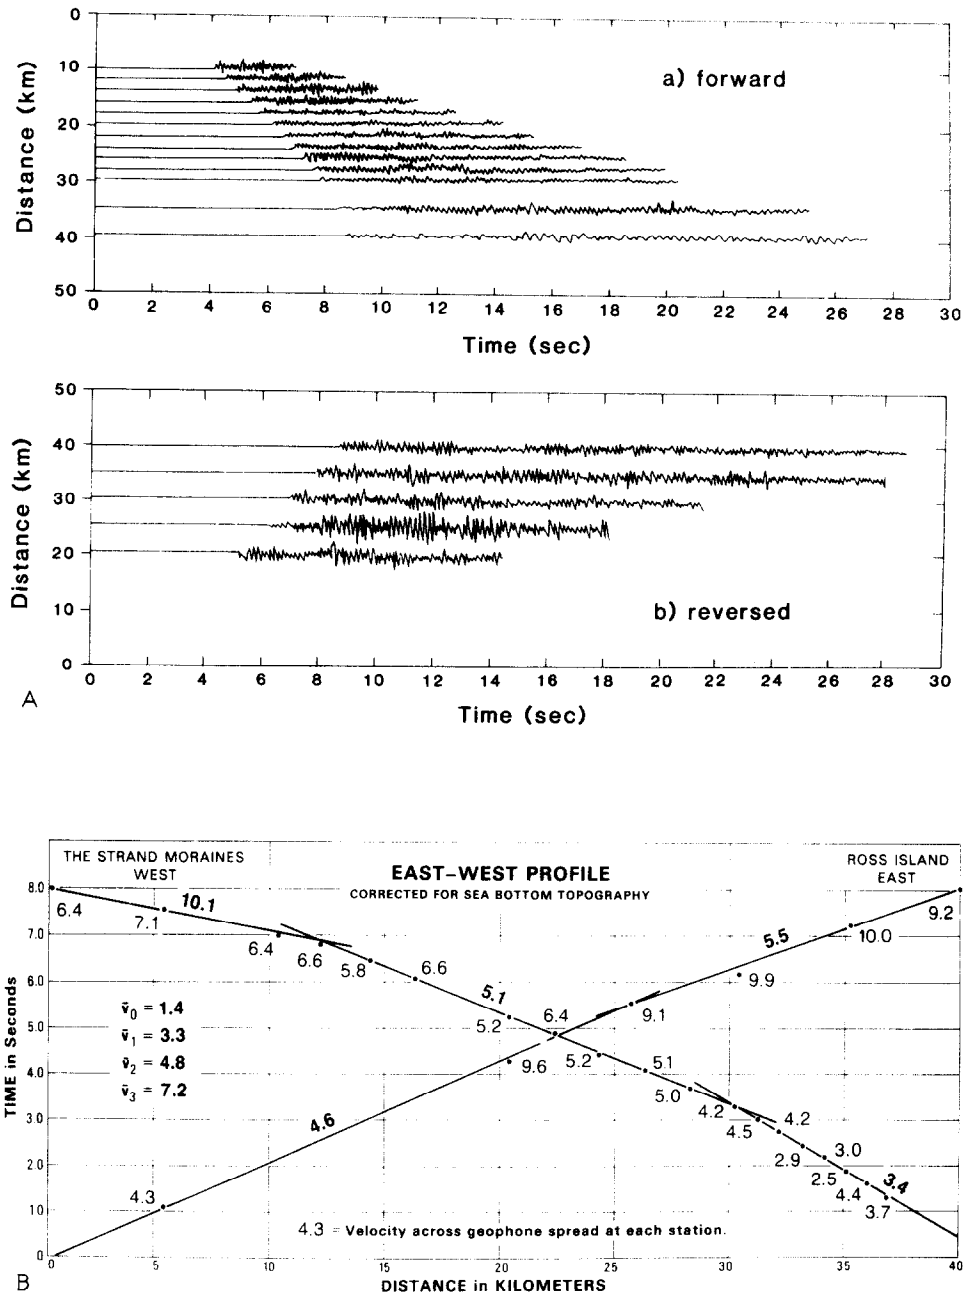 0
10
20
30
40
50
Distance (km)
a) forward
0 2 4 6 8 10 12 14 16 18 20 22 24 26 28 30
Time (sec)
50
40
30
20
10
0
Distance (km)
b) reversed
0 2 4 6 8 10 12 14 16 18 20 22 24 26 28 30
Time (sec)
A
THE STRAND MORAINES
WEST
EAST–WEST PROFILE
CORRECTED FOR SEA BOTTOM TOPOGRAPHY
ROSS ISLAND
EAST
8.0
7.0
6.0
5.0
4.0
3.0
2.0
1.0
0
TIME in Seconds
6.4
7.1
10.1
6.4
6.6
5.8
6.6
5.1
5.2
6.4
9.6
5.2
9.1
5.1
5.0
5.5
9.9
10.0
9.2
4.2
4.5
4.2
2.9
3.0
2.5
4.4
3.4
3.7
4.6
4.3
v̄0 = 1.4
v̄1 = 3.3
v̄2 = 4.8
v̄3 = 7.2
4.3 = Velocity across geophone spread at each station.
0 5 10 15 20 25 30 35 40
DISTANCE in KILOMETERS
B